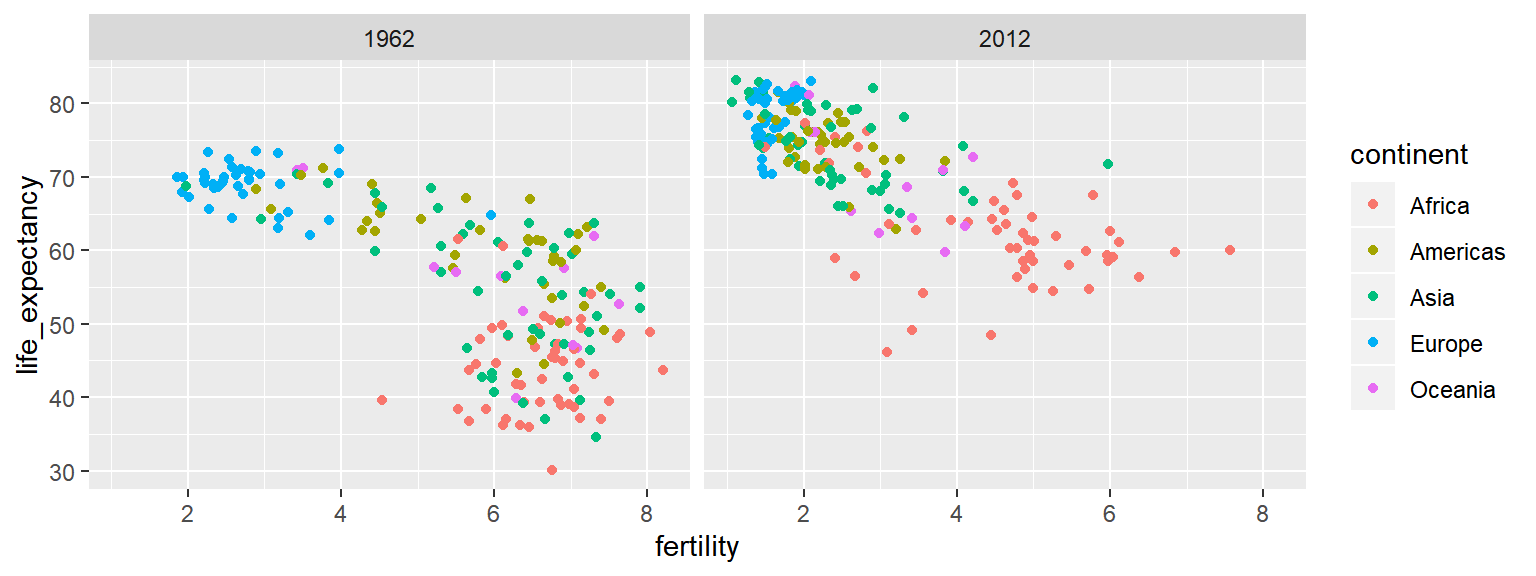 1962
2012
life_expectancy
80
70
60
50
40
30
2 4 6 8
2 4 6 8
fertility
continent
Africa
Americas
Asia
Europe
Oceania